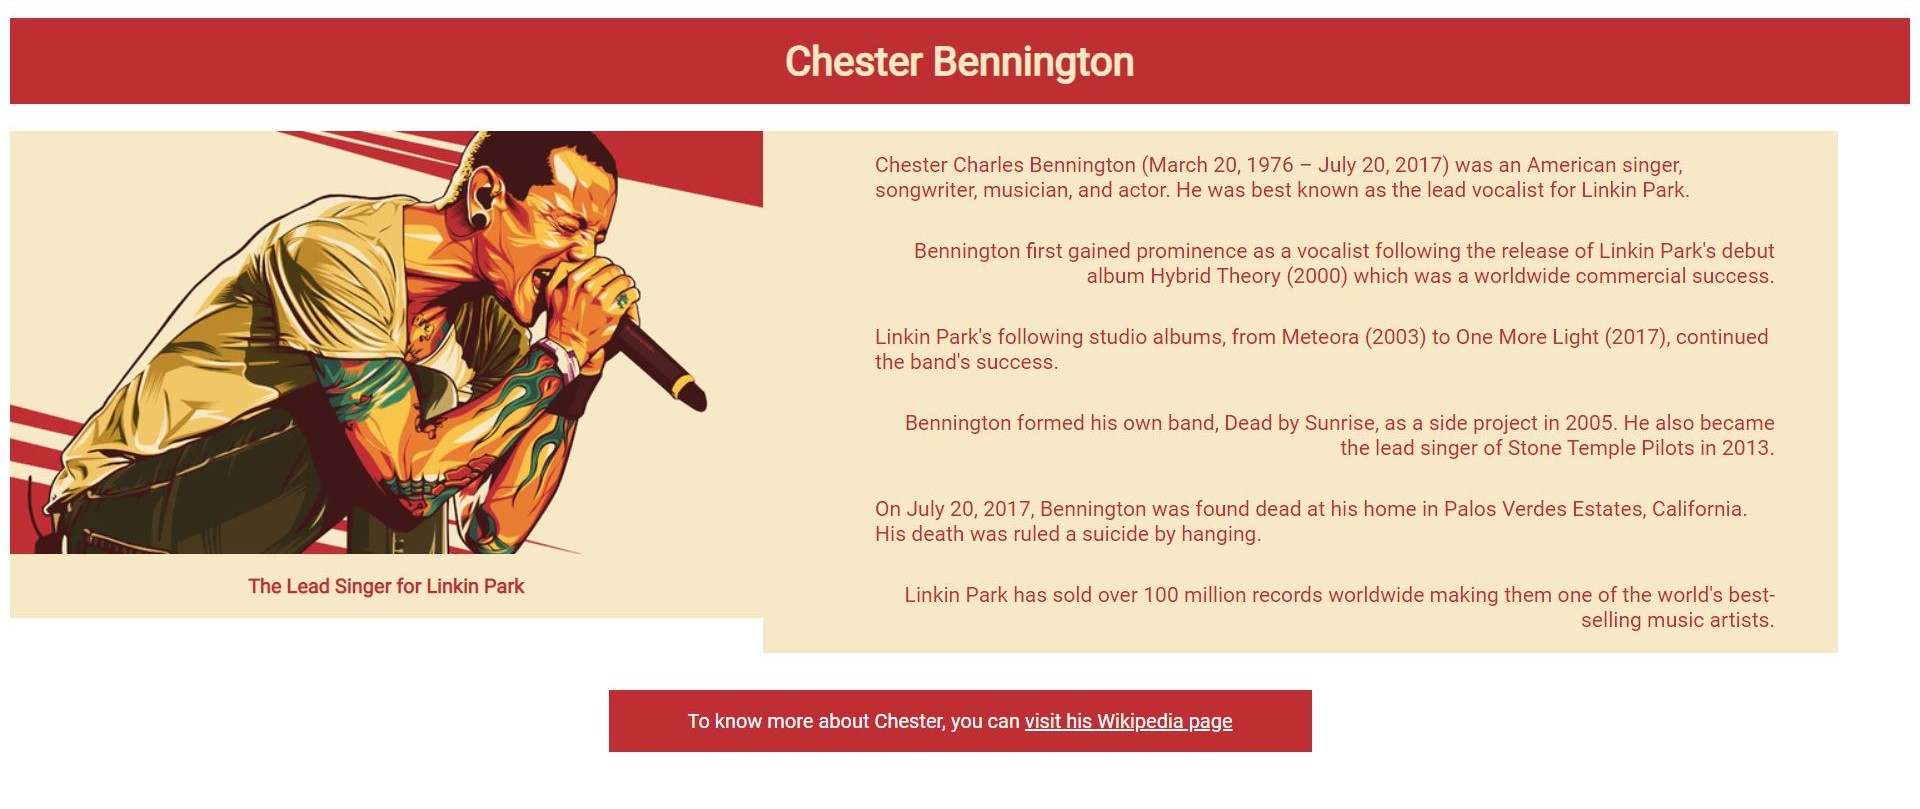 Chester Bennington
Chester Charles Bennington (March 20, 1976 – July 20, 2017) was an American singer,
songwriter, musician, and actor. He was best known as the lead vocalist for Linkin Park.
Bennington first gained prominence as a vocalist following the release of Linkin Park's debut
album Hybrid Theory (2000) which was a worldwide commercial success.
Linkin Park's following studio albums, from Meteora (2003) to One More Light (2017), continued
the band's success.
Bennington formed his own band, Dead by Sunrise, as a side project in 2005. He also became
the lead singer of Stone Temple Pilots in 2013.
On July 20, 2017, Bennington was found dead at his home in Palos Verdes Estates, California.
His death was ruled a suicide by hanging.
Linkin Park has sold over 100 million records worldwide making them one of the world's best-
selling music artists.
The Lead Singer for Linkin Park
To know more about Chester, you can visit his Wikipedia page